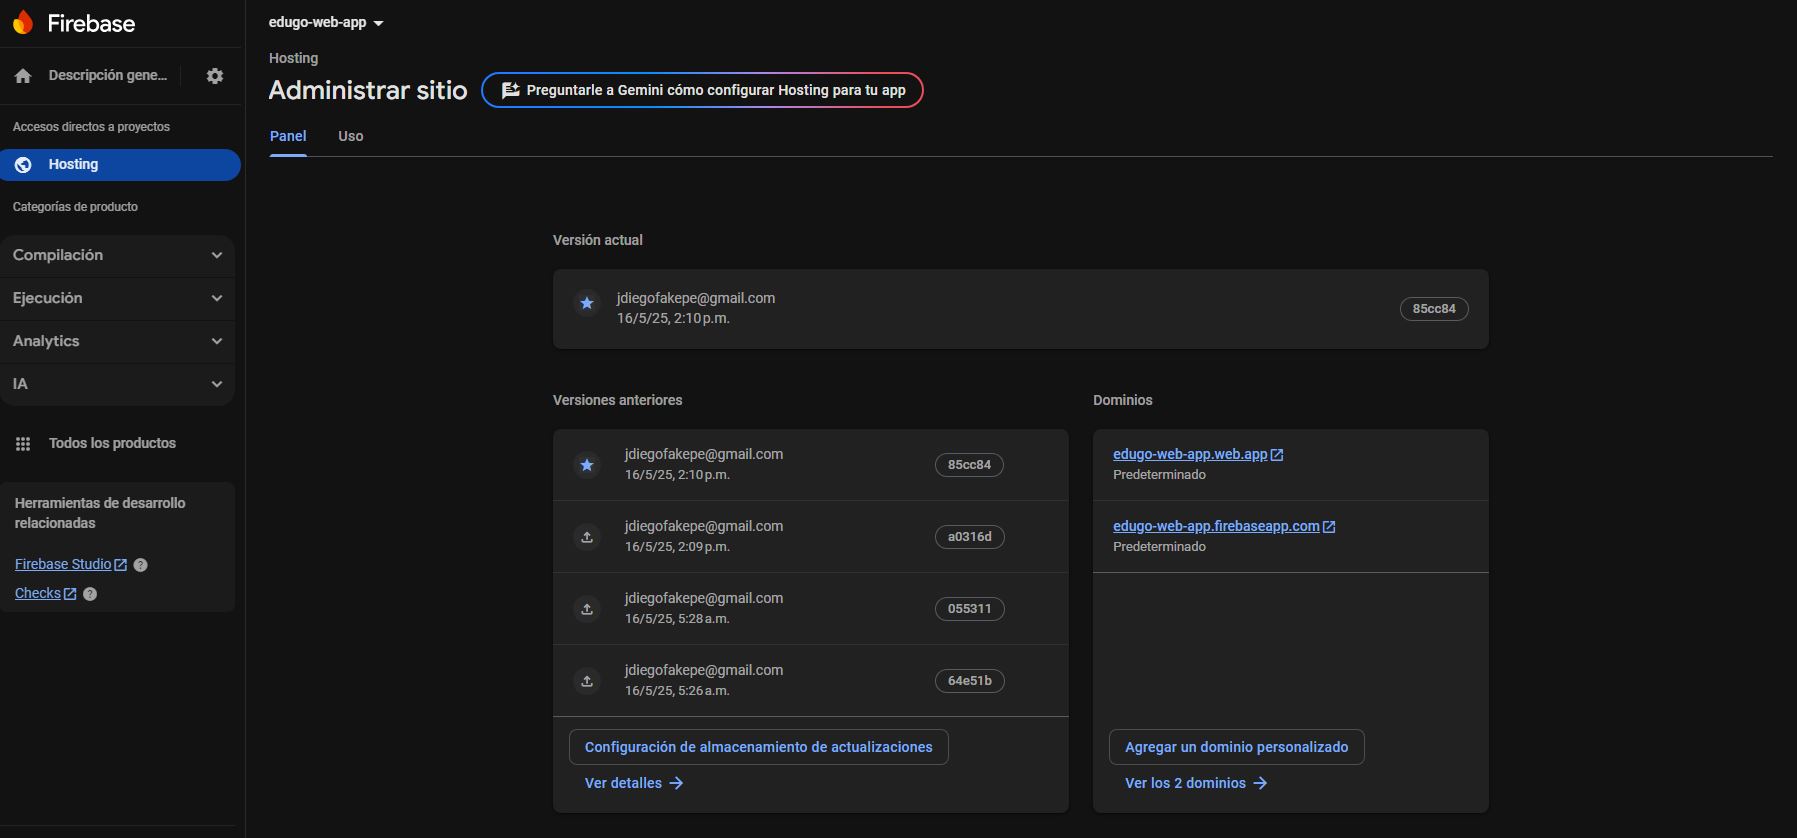 Firebase
Descripción gene...
Accesos directos a proyectos
Hosting
Categorías de producto
Compilación
Ejecución
Analytics
IA
Todos los productos
Herramientas de desarrollo
relacionadas
Firebase Studio
Checks
edugo-web-app
Hosting
Administrar sitio
Preguntarle a Gemini cómo configurar Hosting para tu app
Panel Uso
Versión actual
jdiegofakepe@gmail.com
16/5/25, 2:10 p.m.
85cc84
Versiones anteriores
jdiegofakepe@gmail.com
16/5/25, 2:10 p.m.
85cc84
jdiegofakepe@gmail.com
16/5/25, 2:09 p.m.
a0316d
jdiegofakepe@gmail.com
16/5/25, 5:28 a.m.
055311
jdiegofakepe@gmail.com
16/5/25, 5:26 a.m.
64e51b
Configuración de almacenamiento de actualizaciones
Ver detalles
Dominios
edugo-web-app.web.app
Predeterminado
edugo-web-app.firebaseapp.com
Predeterminado
Agregar un dominio personalizado
Ver los 2 dominios